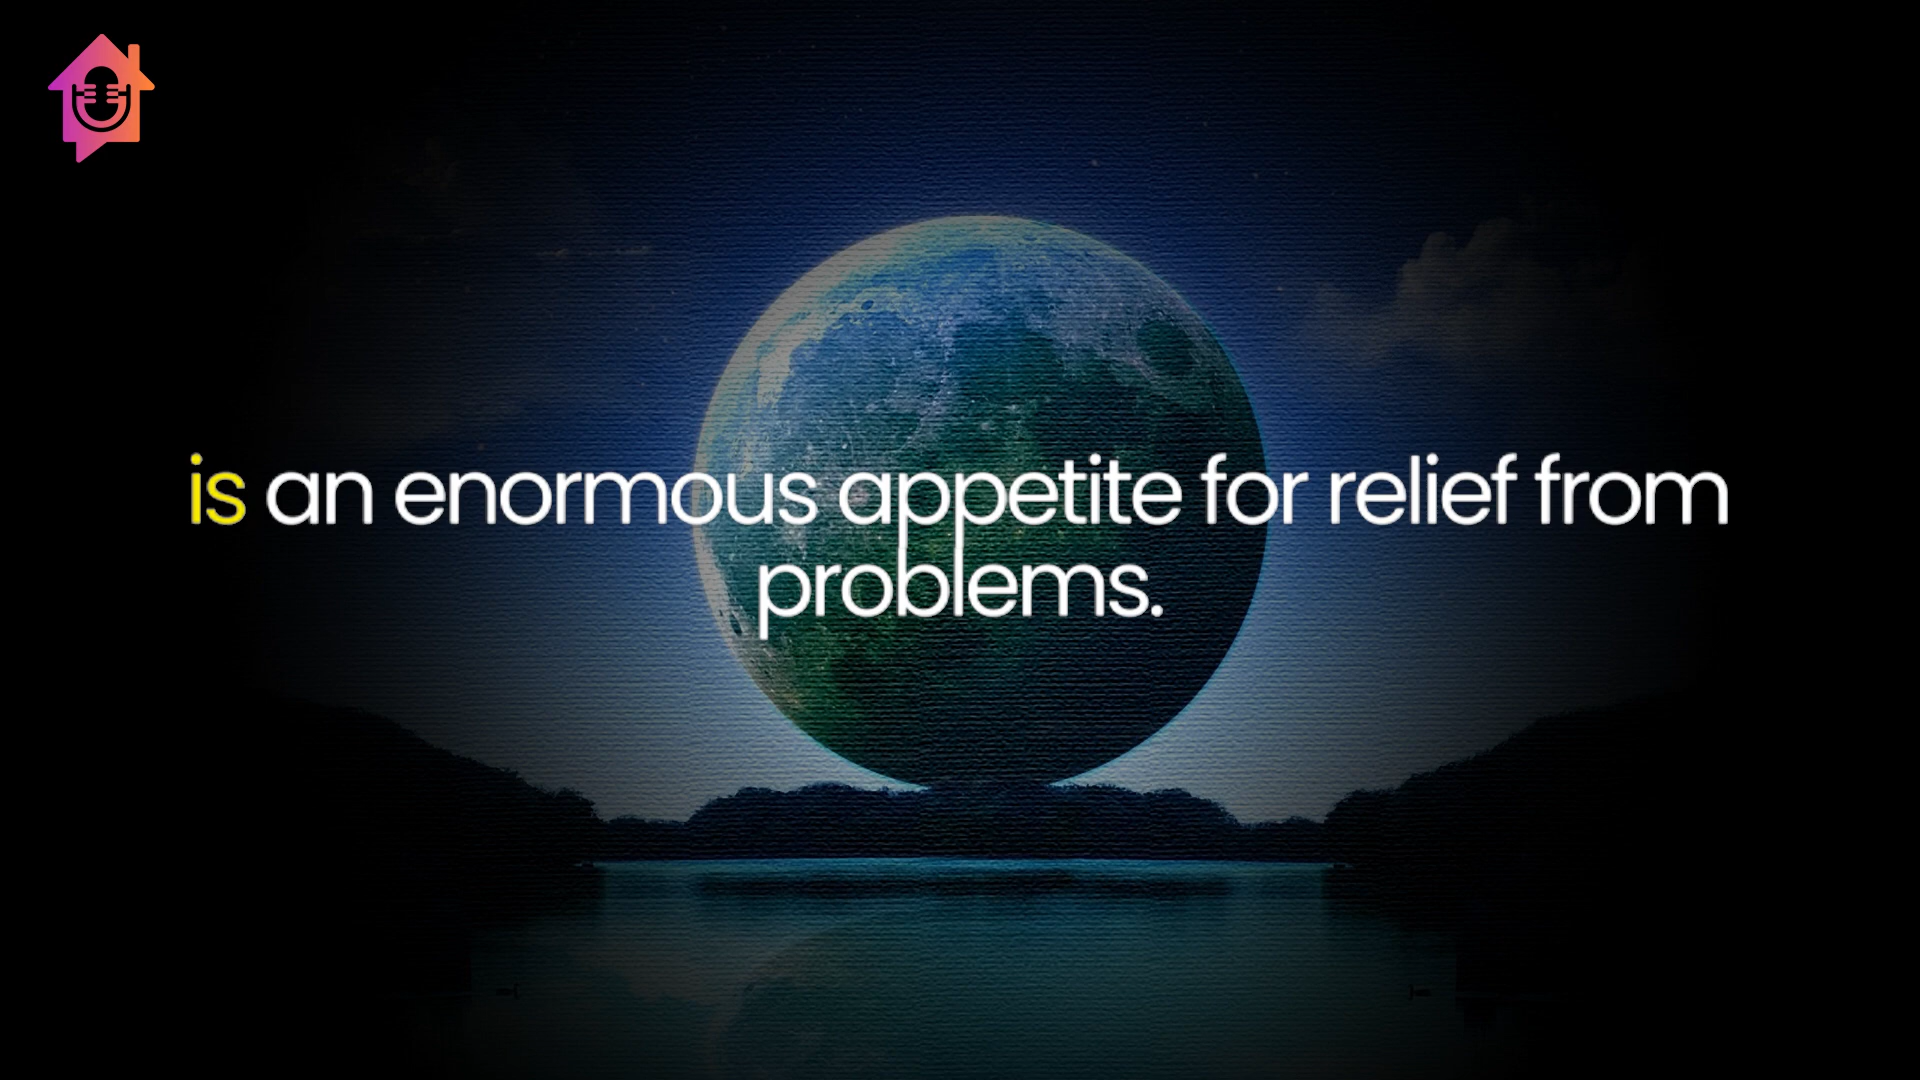 is an enormous appetite for relief from
problems.